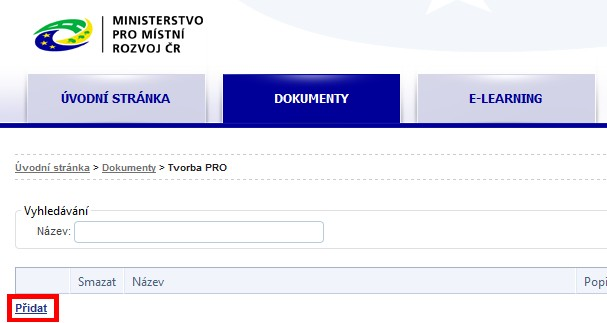 MINISTERSTVO
PRO MÍSTNÍ
ROZVOJ ČR
ÚVODNÍ STRÁNKA DOKUMENTY E-LEARNING
Úvodní stránka > Dokumenty > Tvorba PRO
Vyhledávání
Název:
Smazat Název Popi
Přidat